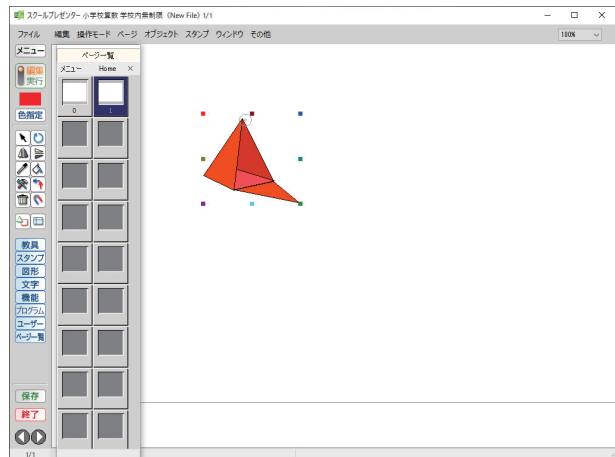 スクールプレゼンター 小学校算数 学校内無制限 (New File) 1/1
ファイル 編集 操作モード ページ オブジェクト スタンプ ウィンドウ その他 100%
メニュー
ページ一覧
メニュー Home ×
編集
実行
0 1
色指定
教具
スタンプ
図形
文字
機能
プログラム
ユーザー
ページ一覧
保存
終了
1/1